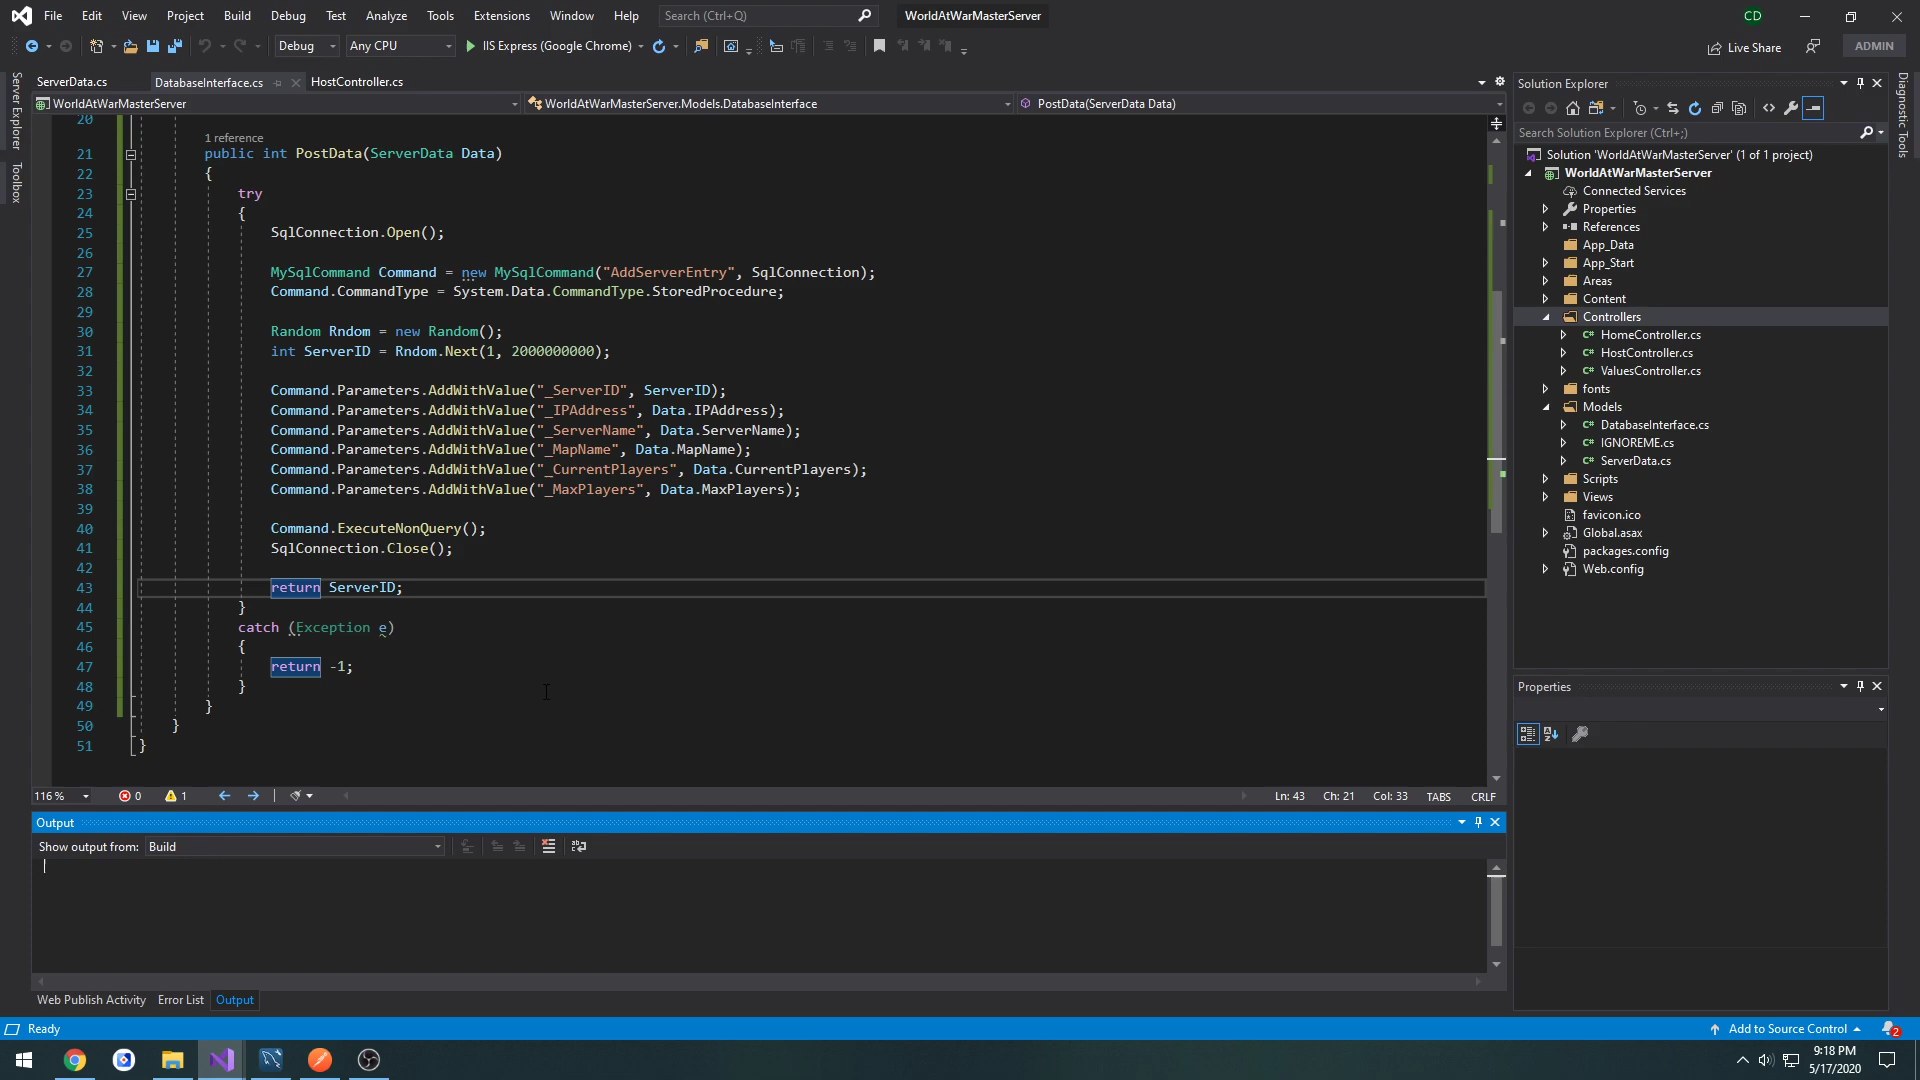 File Edit View Project Build Debug Test Analyze Tools Extensions Window Help Search (Ctrl+Q) WorldAtWarMasterServer CD
Debug Any CPU IIS Express (Google Chrome) Live Share ADMIN
Server Explorer
Toolbox
ServerData.cs DatabaseInterface.cs HostController.cs
WorldAtWarMasterServer WorldAtWarMasterServer.Models.DatabaseInterface PostData(ServerData Data)
20
1 reference
21 public int PostData(ServerData Data)
22 {
23 try
24 {
25 SqlConnection.Open();
26
27 MySqlCommand Command = new MySqlCommand("AddServerEntry", SqlConnection);
28 Command.CommandType = System.Data.CommandType.StoredProcedure;
29
30 Random Rndom = new Random();
31 int ServerID = Rndom.Next(1, 2000000000);
32
33 Command.Parameters.AddWithValue("_ServerID", ServerID);
34 Command.Parameters.AddWithValue("_IPAddress", Data.IPAddress);
35 Command.Parameters.AddWithValue("_ServerName", Data.ServerName);
36 Command.Parameters.AddWithValue("_MapName", Data.MapName);
37 Command.Parameters.AddWithValue("_CurrentPlayers", Data.CurrentPlayers);
38 Command.Parameters.AddWithValue("_MaxPlayers", Data.MaxPlayers);
39
40 Command.ExecuteNonQuery();
41 SqlConnection.Close();
42
43 return ServerID;
44 }
45 catch (Exception e)
46 {
47 return -1;
48 }
49 }
50 }
51 }
116 % 0 1 Ln: 43 Ch: 21 Col: 33 TABS CRLF
Output
Show output from: Build
Web Publish Activity Error List Output
Solution Explorer
Search Solution Explorer (Ctrl+;)
Solution 'WorldAtWarMasterServer' (1 of 1 project)
WorldAtWarMasterServer
Connected Services
Properties
References
App_Data
App_Start
Areas
Content
Controllers
C# HomeController.cs
C# HostController.cs
C# ValuesController.cs
fonts
Models
C# DatabaseInterface.cs
C# IGNOREME.cs
C# ServerData.cs
Scripts
Views
favicon.ico
Global.asax
packages.config
Web.config
Properties
Diagnostic Tools
Ready Add to Source Control 2
9:18 PM
5/17/2020